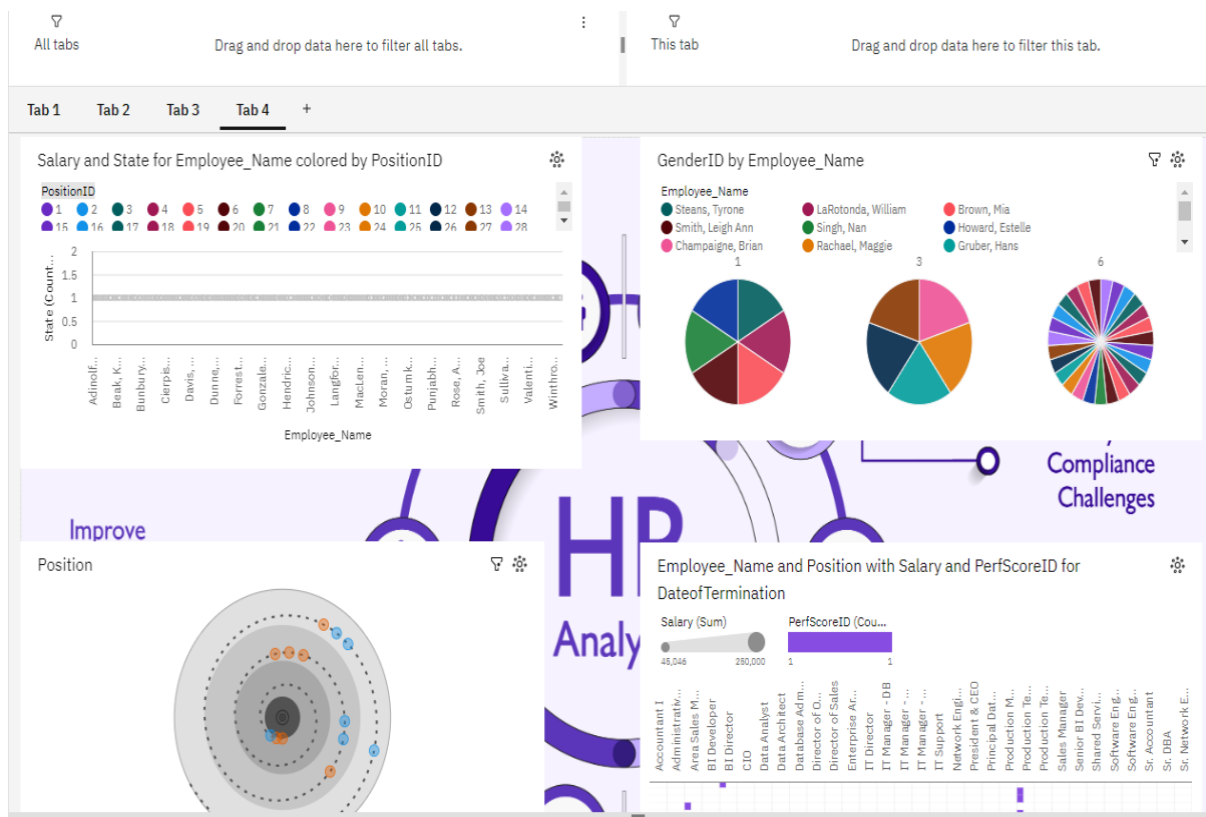 All tabs
Drag and drop data here to filter all tabs.
This tab
Drag and drop data here to filter this tab.
Tab 1 Tab 2 Tab 3 Tab 4 +
Salary and State for Employee_Name colored by PositionID
PositionID
1 2 3 4 5 6 7 8 9 10 11 12 13 14
15 16 17 18 19 20 21 22 23 24 25 26 27 28
State (Count...
2
1.5
1
0.5
0
Adinolf...
Beak, K...
Bunbury...
Cierpis...
Davis, ...
Dunne,...
Forrest...
Gonzale...
Hendric...
Johnson...
Langfor...
MacLen...
Moran, ...
Ostumk...
Punjabh...
Rose, A...
Smith, Joe
Sulliva...
Valenti...
Winthro...
Employee_Name
GenderID by Employee_Name
Employee_Name
Steans, Tyrone LaRotonda, William Brown, Mia
Smith, Leigh Ann Singh, Nan Howard, Estelle
Champaigne, Brian Rachael, Maggie Gruber, Hans
1 3 6
Compliance
Challenges
Improve
HR
Analy
Position
Employee_Name and Position with Salary and PerfScoreID for
DateofTermination
Salary (Sum)
45,046 250,000
PerfScoreID (Cou...
1 1
Accountant I
Administrativ...
Area Sales M...
BI Developer
BI Director
CIO
Data Analyst
Data Architect
Database Adm...
Director of O...
Director of Sales
Enterprise Ar...
IT Director
IT Manager - DB
IT Manager - ...
IT Manager - ...
IT Support
Network Engi...
President & CEO
Principal Dat...
Production M...
Production Te...
Production Te...
Sales Manager
Senior BI Dev...
Shared Servi...
Software Eng...
Software Eng...
Sr. Accountant
Sr. DBA
Sr. Network E...